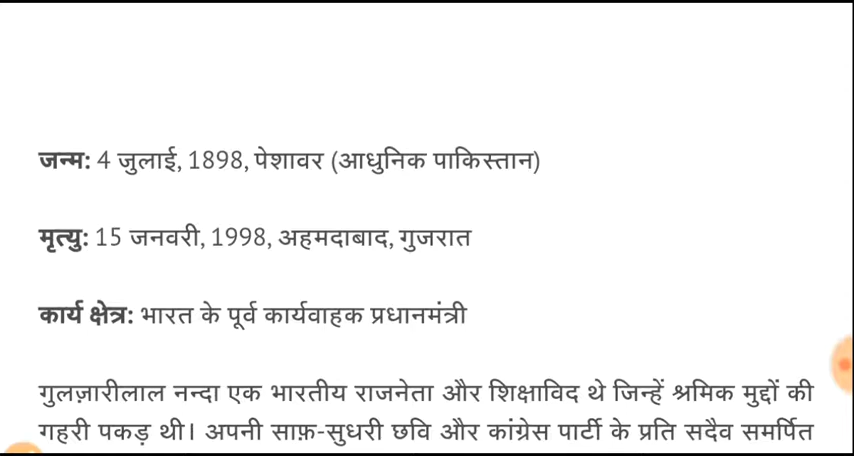 जन्म: 4 जुलाई, 1898, पेशावर (आधुनिक पाकिस्तान)
मृत्यु: 15 जनवरी, 1998, अहमदाबाद, गुजरात
कार्य क्षेत्र: भारत के पूर्व कार्यवाहक प्रधानमंत्री
गुलज़ारीलाल नन्दा एक भारतीय राजनेता और शिक्षाविद थे जिन्हें श्रमिक मुद्दों की
गहरी पकड़ थी। अपनी साफ़-सुधरी छवि और कांग्रेस पार्टी के प्रति सदैव समर्पित